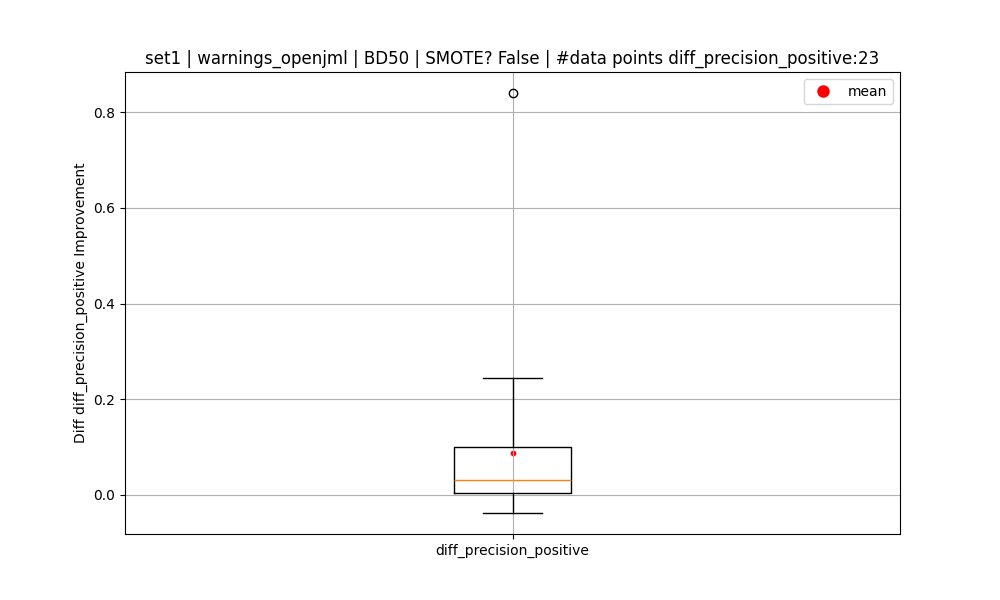 set1 | warnings_openjml | BD50 | SMOTE? False | #data points diff_precision_positive:23
mean
Diff diff_precision_positive Improvement
0.8
0.6
0.4
0.2
0.0
diff_precision_positive